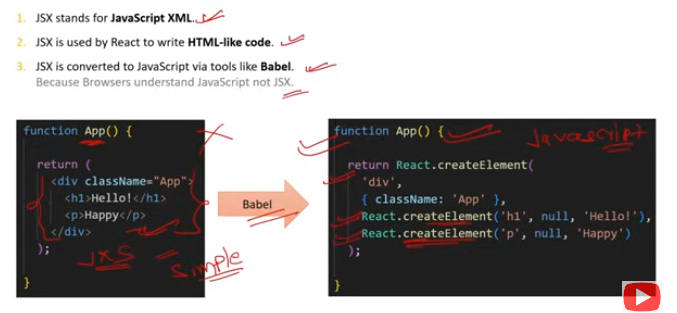 1. JSX stands for JavaScript XML.
2. JSX is used by React to write HTML-like code.
3. JSX is converted to JavaScript via tools like Babel.
Because Browsers understand JavaScript not JSX.
function App() {
return (
<div className="App">
<h1>Hello!</h1>
<p>Happy</p>
</div>
);
}
JXS
Simple
Babel
function App() {
Javascript
return React.createElement(
'div',
{ className: 'App' },
React.createElement('h1', null, 'Hello!'),
React.createElement('p', null, 'Happy')
);
}